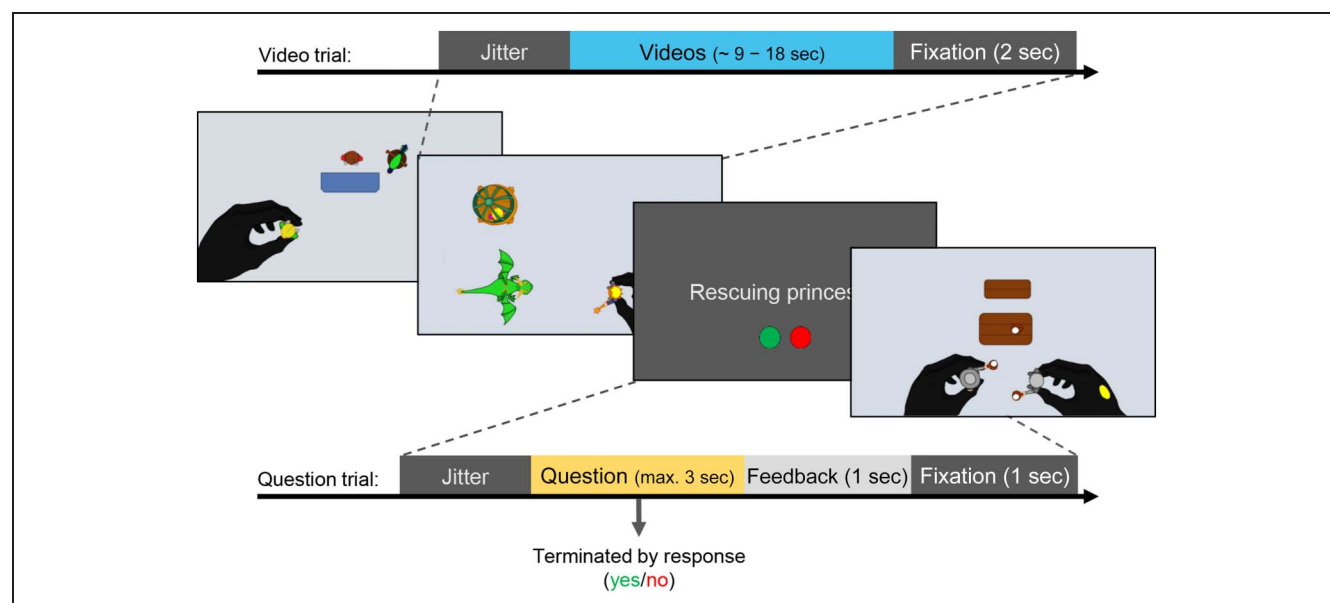 Video trial:
Jitter
Videos (~ 9 – 18 sec)
Fixation (2 sec)
Rescuing
Question trial:
Jitter
Question (max. 3 sec)
Feedback (1 sec)
Fixation (1 sec)
Terminated by response
(yes/no)